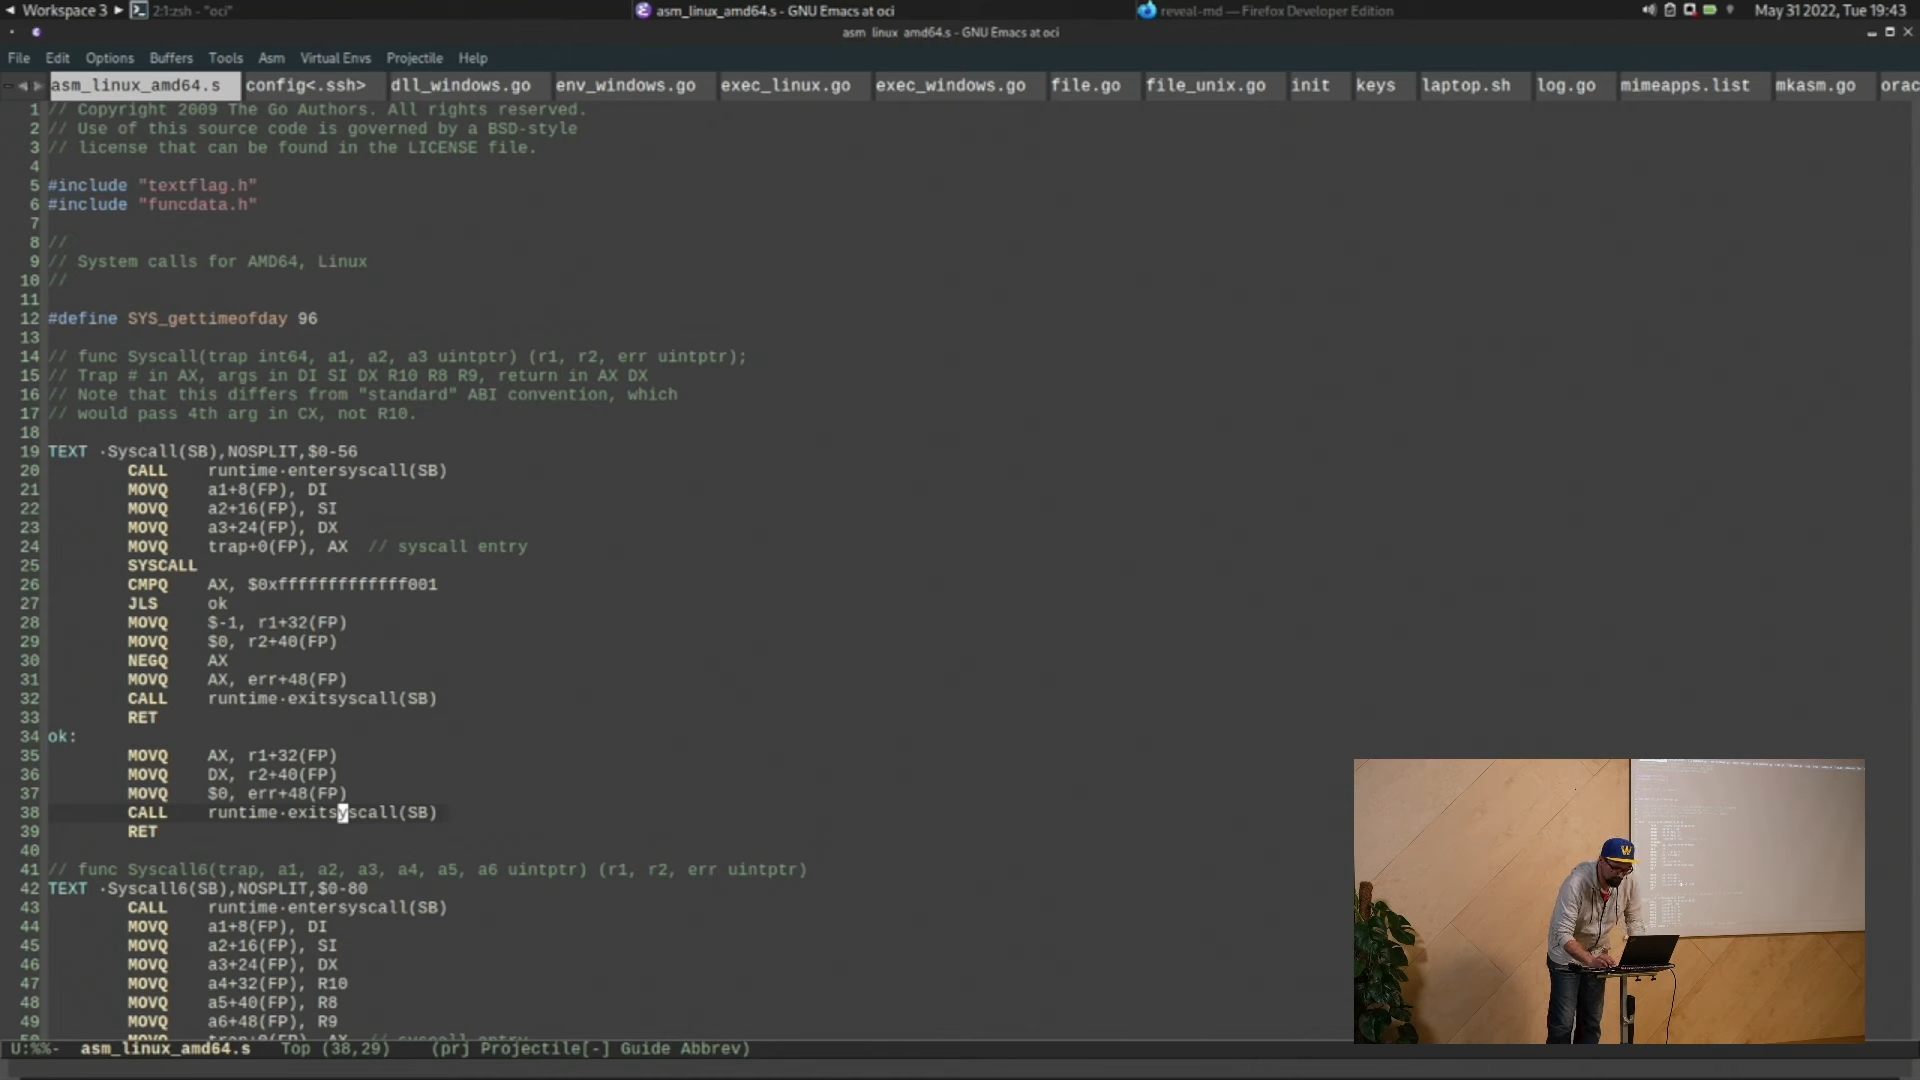 ◄ Workspace 3 ► 2:1:zsh - "oci" asm_linux_amd64.s - GNU Emacs at oci reveal-md — Firefox Developer Edition May 31 2022, Tue 19:43
asm_linux_amd64.s - GNU Emacs at oci
File Edit Options Buffers Tools Asm Virtual Envs Projectile Help
asm_linux_amd64.s config<.ssh> dll_windows.go env_windows.go exec_linux.go exec_windows.go file.go file_unix.go init keys laptop.sh log.go mimeapps.list mkasm.go orac
1 // Copyright 2009 The Go Authors. All rights reserved.
2 // Use of this source code is governed by a BSD-style
3 // license that can be found in the LICENSE file.
4
5 #include "textflag.h"
6 #include "funcdata.h"
7
8 //
9 // System calls for AMD64, Linux
10 //
11
12 #define SYS_gettimeofday 96
13
14 // func Syscall(trap int64, a1, a2, a3 uintptr) (r1, r2, err uintptr);
15 // Trap # in AX, args in DI SI DX R10 R8 R9, return in AX DX
16 // Note that this differs from "standard" ABI convention, which
17 // would pass 4th arg in CX, not R10.
18
19 TEXT ·Syscall(SB),NOSPLIT,$0-56
20 CALL runtime·entersyscall(SB)
21 MOVQ a1+8(FP), DI
22 MOVQ a2+16(FP), SI
23 MOVQ a3+24(FP), DX
24 MOVQ trap+0(FP), AX // syscall entry
25 SYSCALL
26 CMPQ AX, $0xfffffffffffff001
27 JLS ok
28 MOVQ $-1, r1+32(FP)
29 MOVQ $0, r2+40(FP)
30 NEGQ AX
31 MOVQ AX, err+48(FP)
32 CALL runtime·exitsyscall(SB)
33 RET
34 ok:
35 MOVQ AX, r1+32(FP)
36 MOVQ DX, r2+40(FP)
37 MOVQ $0, err+48(FP)
38 CALL runtime·exitsyscall(SB)
39 RET
40
41 // func Syscall6(trap, a1, a2, a3, a4, a5, a6 uintptr) (r1, r2, err uintptr)
42 TEXT ·Syscall6(SB),NOSPLIT,$0-80
43 CALL runtime·entersyscall(SB)
44 MOVQ a1+8(FP), DI
45 MOVQ a2+16(FP), SI
46 MOVQ a3+24(FP), DX
47 MOVQ a4+32(FP), R10
48 MOVQ a5+40(FP), R8
49 MOVQ a6+48(FP), R9
50 MOVQ trap+0(FP), AX // syscall entry
U:%%- asm_linux_amd64.s Top (38,29) (prj Projectile[-] Guide Abbrev)
W